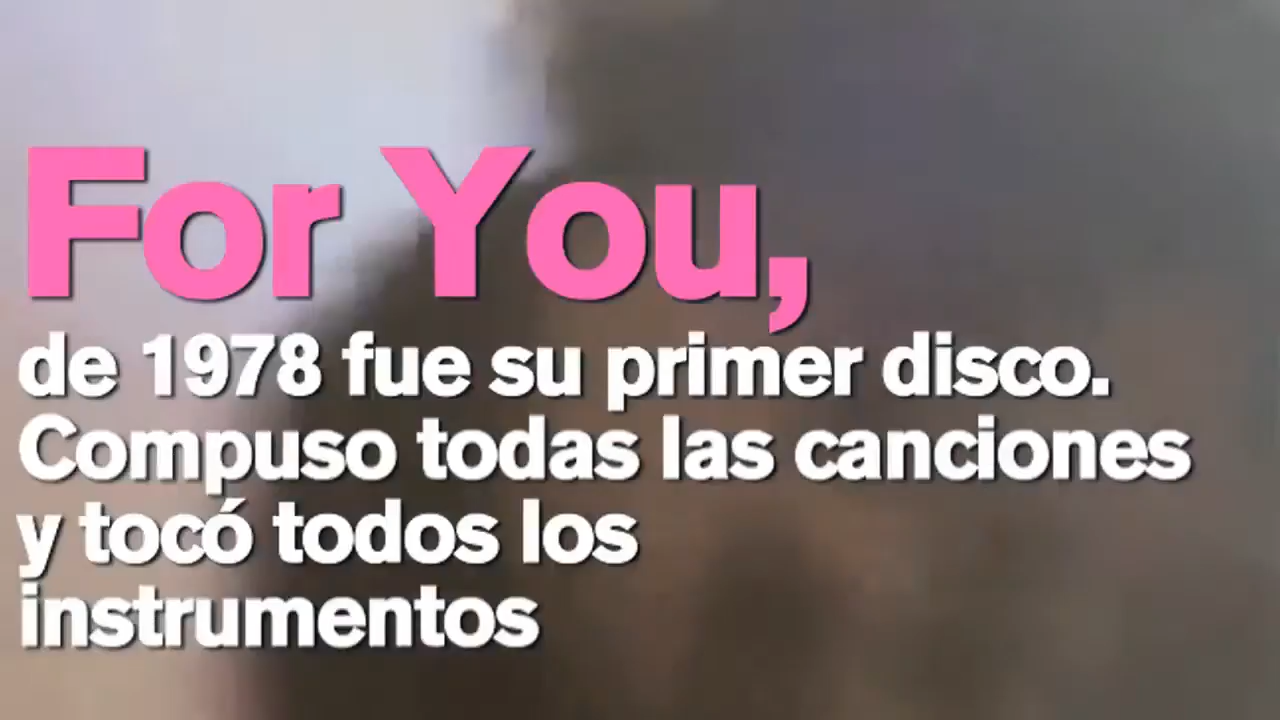 For You,
de 1978 fue su primer disco.
Compuso todas las canciones
y tocó todos los
instrumentos